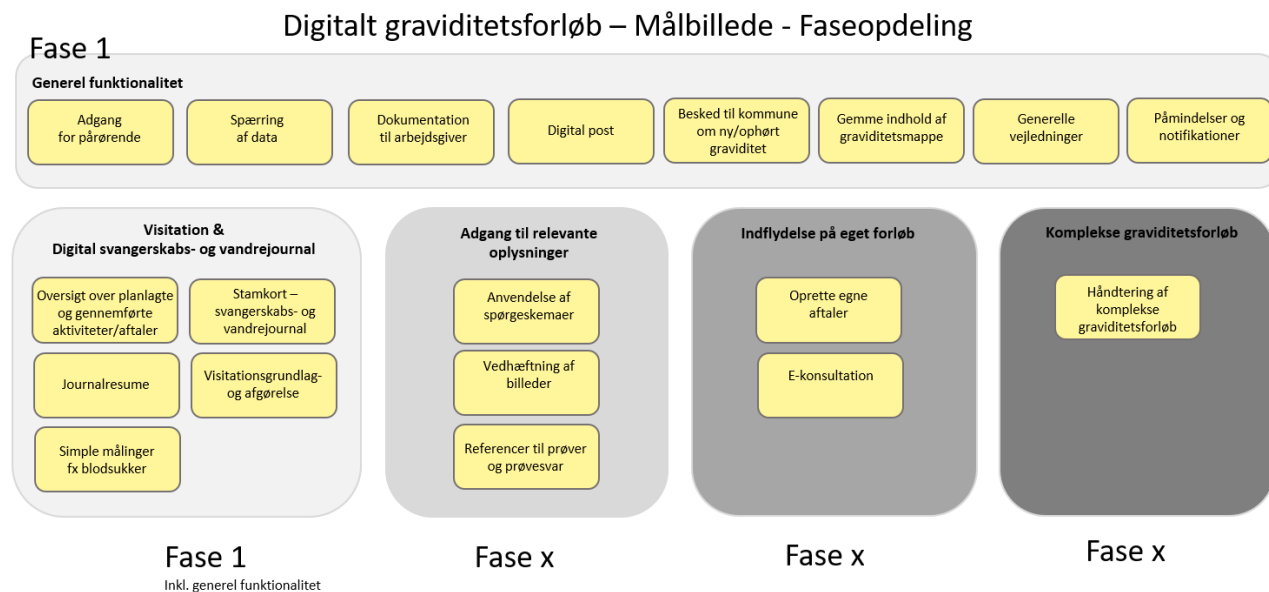 Digitalt graviditetsforløb – Målbillede - Faseopdeling
Fase 1
Generel funktionalitet
Adgang
for pårørende
Spærring
af data
Dokumentation
til arbejdsgiver
Digital post
Besked til kommune
om ny/ophørt
graviditet
Gemme indhold af
graviditetsmappe
Generelle
vejledninger
Påmindelser og
notifikationer
Visitation &
Digital svangerskabs- og vandrejournal
Oversigt over planlagte
og gennemførte
aktiviteter/aftaler
Stamkort –
svangerskabs- og
vandrejournal
Journalresume
Visitationsgrundlag-
og afgørelse
Simple målinger
fx blodsukker
Adgang til relevante
oplysninger
Anvendelse af
spørgeskemaer
Vedhæftning af
billeder
Referencer til prøver
og prøvesvar
Indflydelse på eget forløb
Oprette egne
aftaler
E-konsultation
Komplekse graviditetsforløb
Håndtering af
komplekse
graviditetsforløb
Fase 1
Inkl. generel funktionalitet
Fase x
Fase x
Fase x